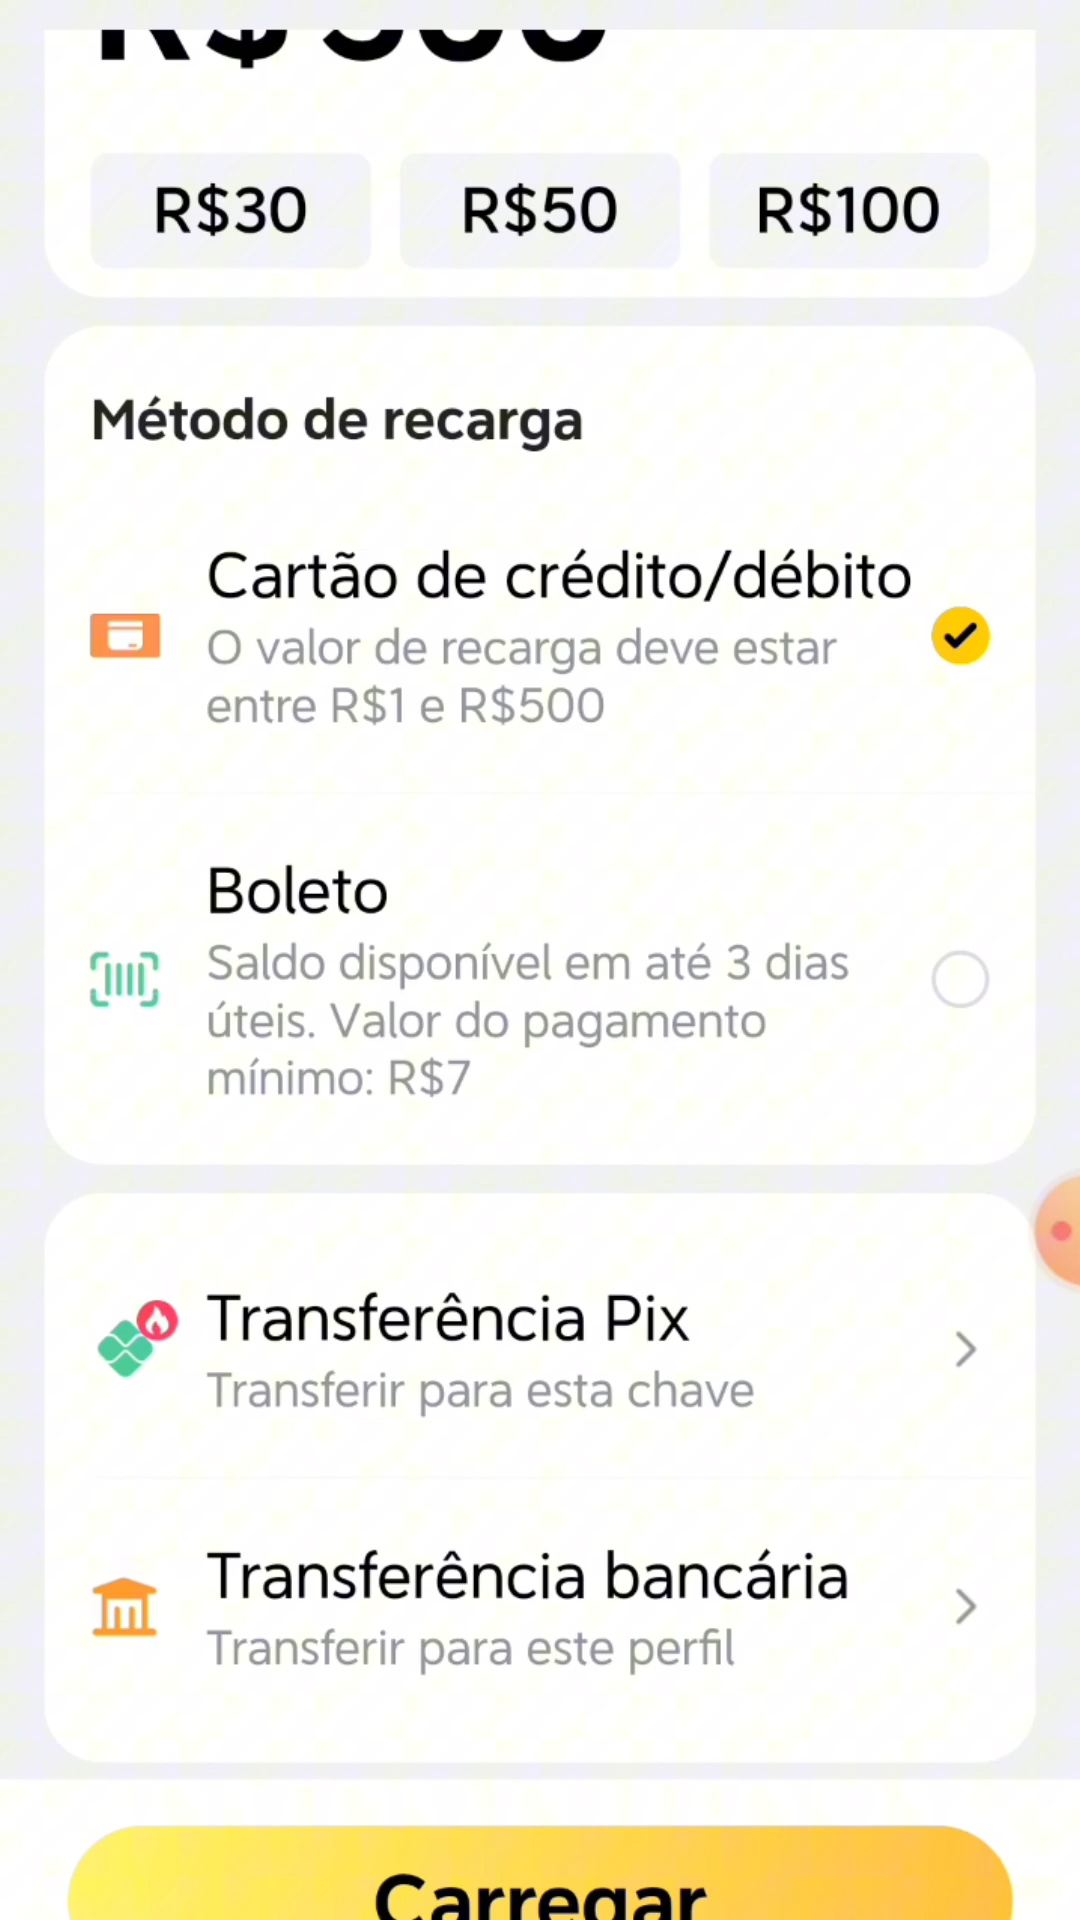 R$
R$30
R$50
R$100
Método de recarga
Cartão de crédito/débito
O valor de recarga deve estar
entre R$1 e R$500
Boleto
Saldo disponível em até 3 dias
úteis. Valor do pagamento
mínimo: R$7
Transferência Pix
Transferir para esta chave
Transferência bancária
Transferir para este perfil
Carregar